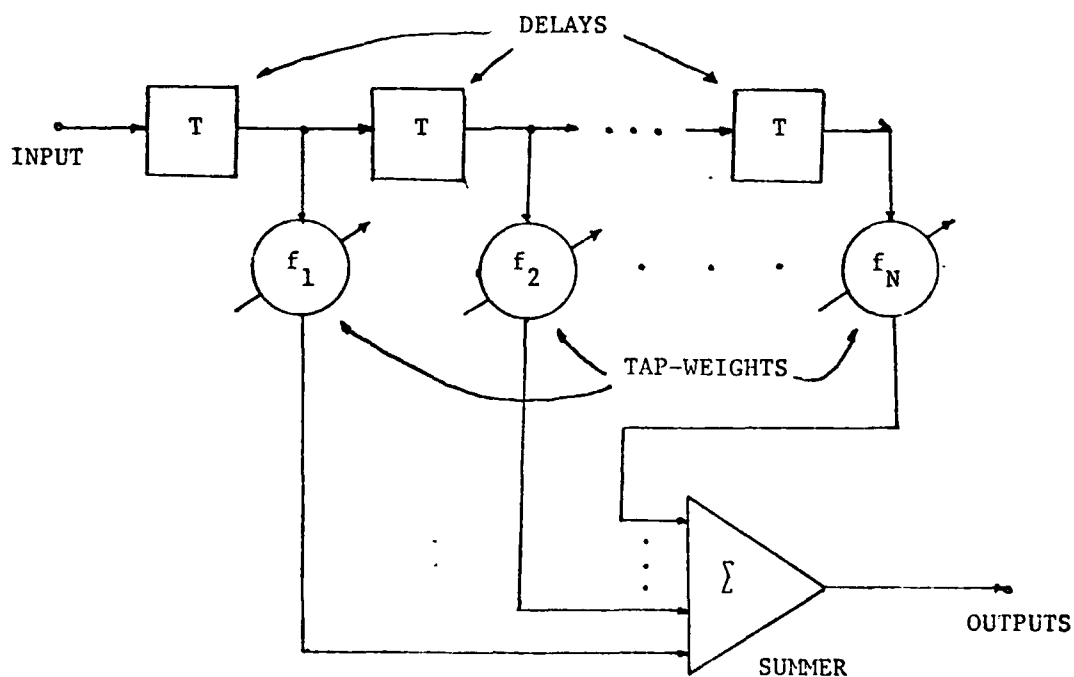 DELAYS
T
T
T
INPUT
f1
f2
fN
TAP-WEIGHTS
Σ
OUTPUTS
SUMMER